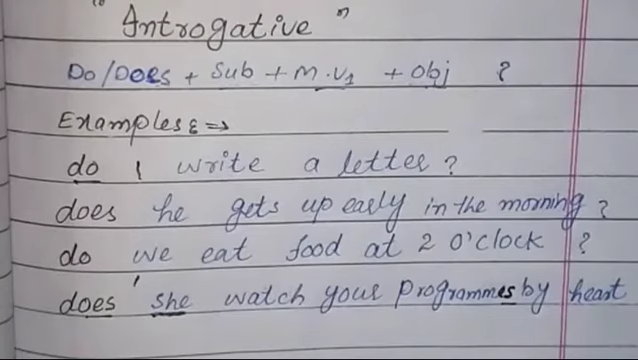 "Introgative"
Do/Does + Sub + m.v1 + Obj ?
Examples :⇒
do I write a letter ?
does he gets up early in the morning ?
do we eat food at 2 o'clock ?
does she watch your programmes by heart